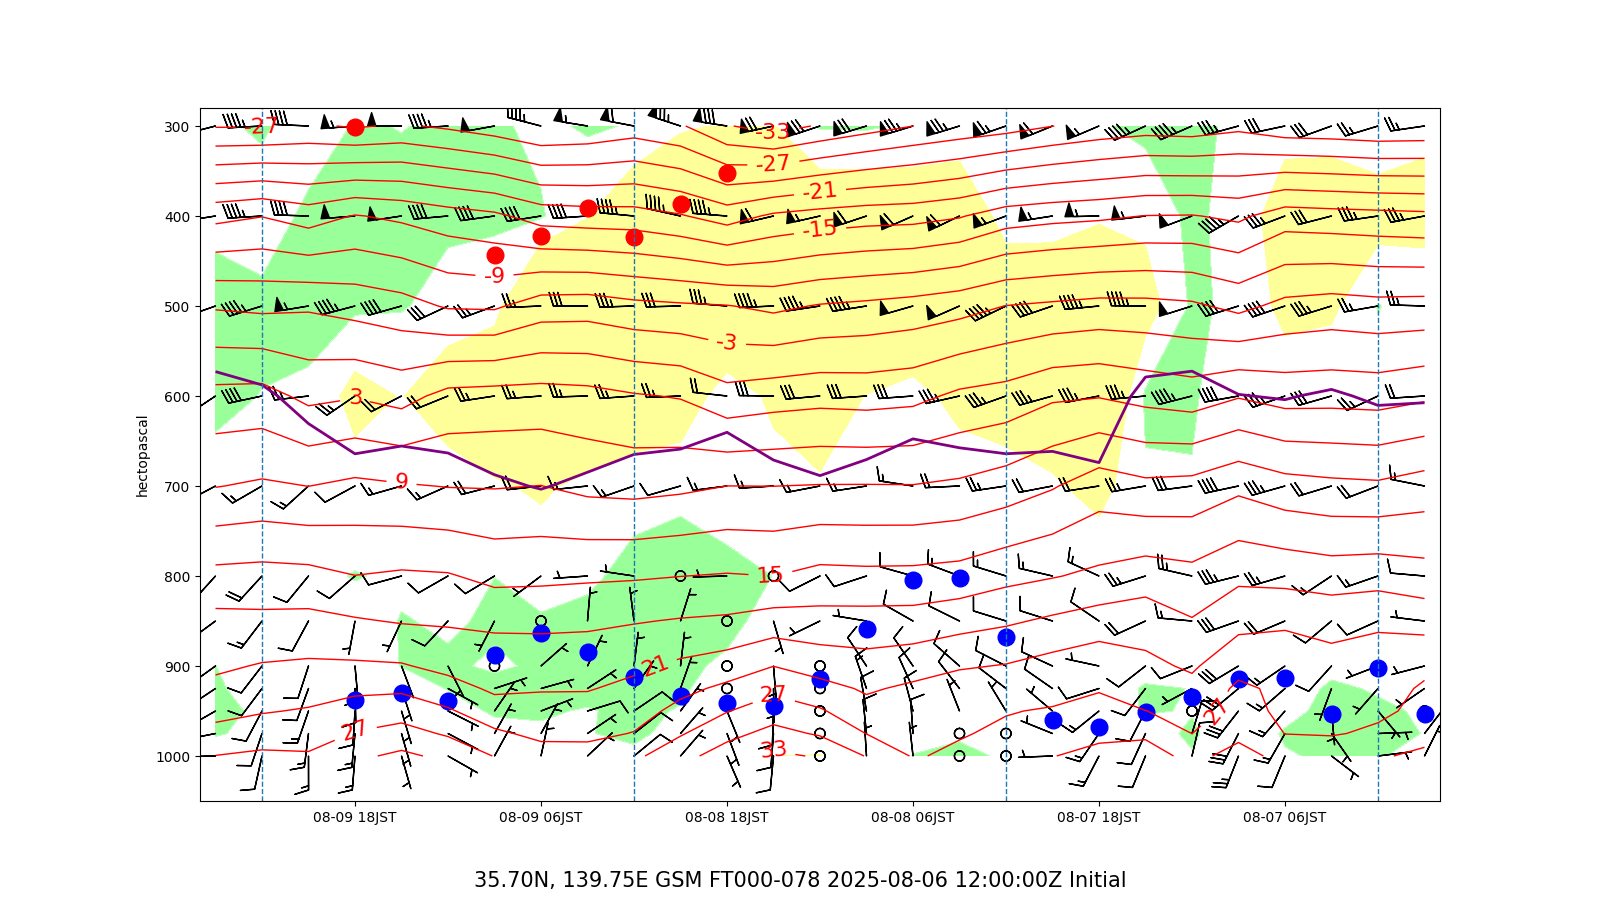 300
400
500
600
700
800
900
1000
hectopascal
-27
-33
-27
-21
-15
-9
-3
3
9
15
21
27
27
33
27
08-09 18JST
08-09 06JST
08-08 18JST
08-08 06JST
08-07 18JST
08-07 06JST
35.70N, 139.75E GSM FT000-078 2025-08-06 12:00:00Z Initial